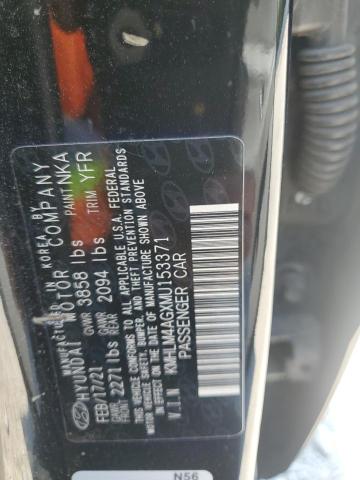 MANUFACTURED IN KOREA BY
HYUNDAI MOTOR COMPANY
FEB/17/21 GVWR 3858 lbs PAINT NKA
GAWR FRONT 2271 lbs GAWR REAR 2094 lbs TRIM YFR
THIS VEHICLE CONFORMS TO ALL APPLICABLE U.S.A. FEDERAL
MOTOR VEHICLE SAFETY, BUMPER, AND THEFT PREVENTION STANDARDS
IN EFFECT ON THE DATE OF MANUFACTURE SHOWN ABOVE
V.I.N KMHLM4AGXMU153371
PASSENGER CAR
N56